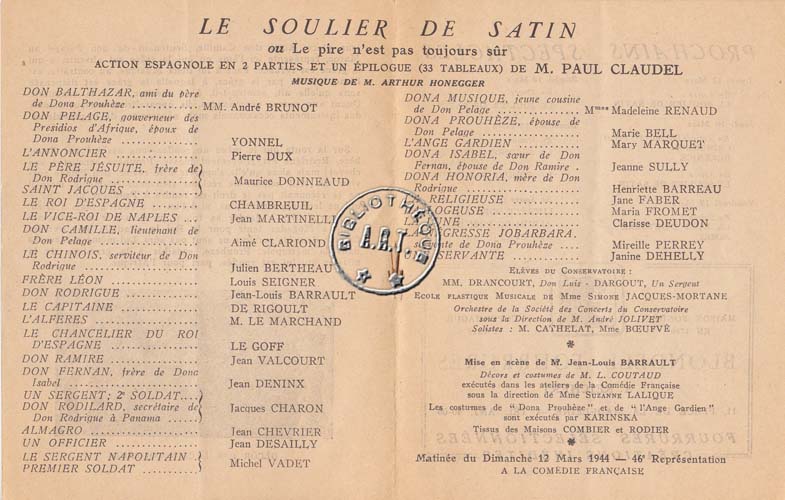 LE SOULIER DE SATIN
ou Le pire n'est pas toujours sûr
ACTION ESPAGNOLE EN 2 PARTIES ET UN ÉPILOGUE (33 TABLEAUX) DE M. PAUL CLAUDEL
MUSIQUE DE M. ARTHUR HONEGGER
DON BALTHAZAR, ami du père
de Dona Prouhèze ............ MM. André BRUNOT
DON PELAGE, gouverneur des
Presidios d'Afrique, époux de
Dona Prouhèze ............ YONNEL
L'ANNONCIER ............ Pierre DUX
LE PÈRE JÉSUITE, frère de
Don Rodrigue ............
SAINT JACQUES ............ Maurice DONNEAUD
LE ROI D'ESPAGNE ...... CHAMBREUIL
LE VICE-ROI DE NAPLES ... Jean MARTINELLI
DON CAMILLE, lieutenant de
Don Pelage ............ Aimé CLARIOND
LE CHINOIS, serviteur de Don
Rodrigue ............ Julien BERTHEAU
FRÈRE LÉON ............ Louis SEIGNER
DON RODRIGUE ............ Jean-Louis BARRAULT
LE CAPITAINE ............ DE RIGOULT
L'ALFERES ............ M. LE MARCHAND
LE CHANCELIER DU ROI
D'ESPAGNE ............ LE GOFF
DON RAMIRE ............ Jean VALCOURT
DON FERNAN, frère de Dona
Isabel ............ Jean DENINX
UN SERGENT; 2e SOLDAT....
DON RODILARD, secrétaire de
Don Rodrigue à Panama ...... Jacques CHARON
ALMAGRO ............ Jean CHEVRIER
UN OFFICIER ............ Jean DESAILLY
LE SERGENT NAPOLITAIN .
PREMIER SOLDAT ............ Michel VADET
DONA MUSIQUE, jeune cousine
de Don Pelage ............ Mmes Madeleine RENAUD
DONA PROUHÈZE, épouse de
Don Pelage ............ Marie BELL
L'ANGE GARDIEN ............ Mary MARQUET
DONA ISABEL, sœur de Don
Fernan, épouse de Don Ramire . Jeanne SULLY
DONA HONORIA, mère de Don
Rodrigue ............ Henriette BARREAU
RELIGIEUSE ............ Jane FABER
LOGEUSE ............ Maria FROMET
UNE ............ Clarisse DEUDON
GRESSE JOBARBARA,
servante de Dona Prouhèze .... Mireille PERREY
SERVANTE ............ Janine DEHELLY
BIBLIOTHÈQUE
A.R.T.
ELÈVES DU CONSERVATOIRE :
MM. DRANCOURT, Don Luis - DARGOUT, Un Sergent
ECOLE PLASTIQUE MUSICALE DE MME SIMONE JACQUES-MORTANE
Orchestre de la Société des Concerts du Conservatoire
sous la Direction de M. André JOLIVET
Solistes : M. CATHELAT, Mme BŒUFVÉ
Mise en scène de M. Jean-Louis BARRAULT
Décors et costumes de M. L. COUTAUD
exécutés dans les ateliers de la Comédie Française
sous la direction de Mme SUZANNE LALIQUE
Les costumes de "Dona Prouhèze" et de "l'Ange Gardien"
sont exécutés par KARINSKA
Tissus des Maisons COMBIER et RODIER
Matinée du Dimanche 12 Mars 1944 — 46e Représentation
A LA COMÉDIE FRANÇAISE